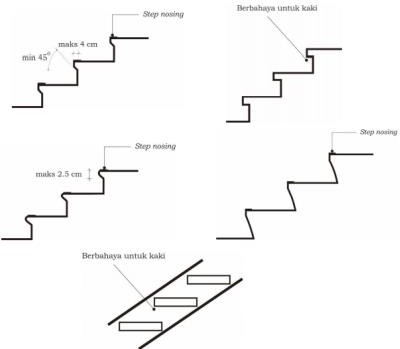 Step nosing
maks 4 cm
min 45°
Berbahaya untuk kaki
Step nosing
maks 2.5 cm
Step nosing
Berbahaya untuk kaki